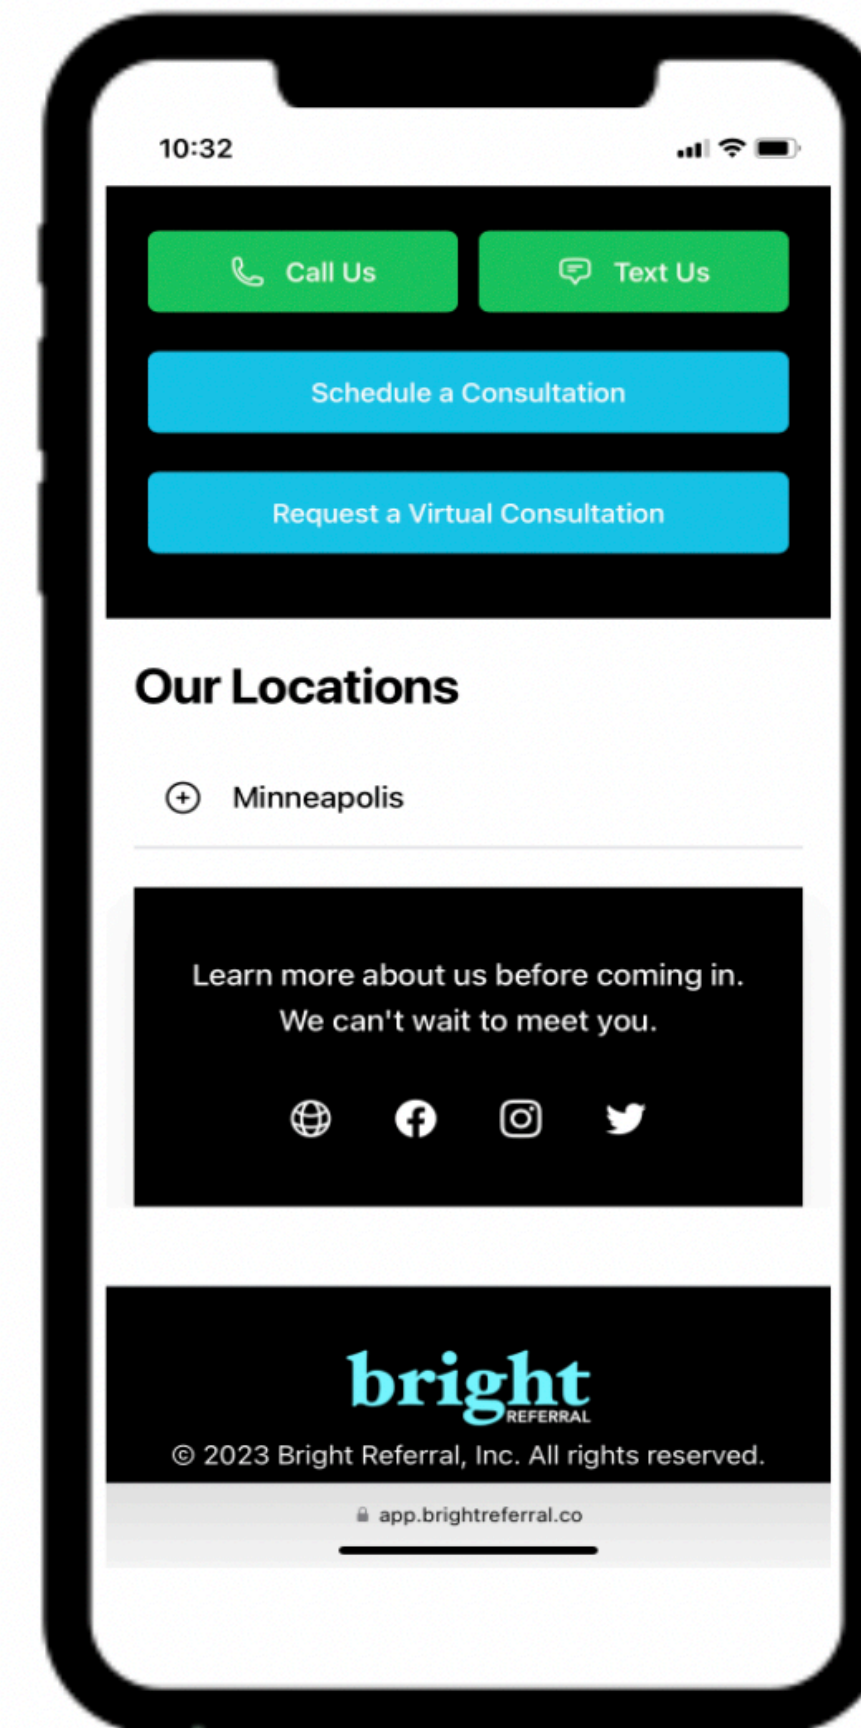 10:32
Call Us
Text Us
Schedule a Consultation
Request a Virtual Consultation
Our Locations
Minneapolis
Learn more about us before coming in.
We can't wait to meet you.
bright
REFERRAL
© 2023 Bright Referral, Inc. All rights reserved.
app.brightreferral.co